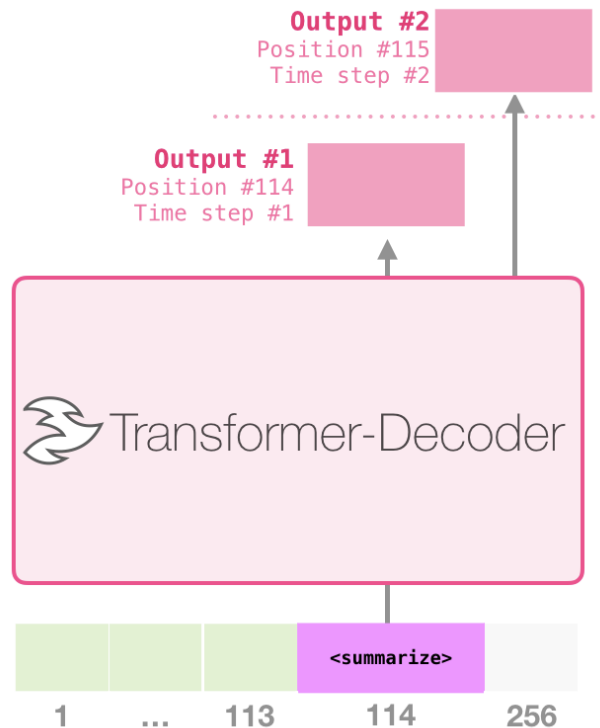 Output #2
Position #115
Time step #2
Output #1
Position #114
Time step #1
Transformer-Decoder
<summarize>
1 ... 113 114 256